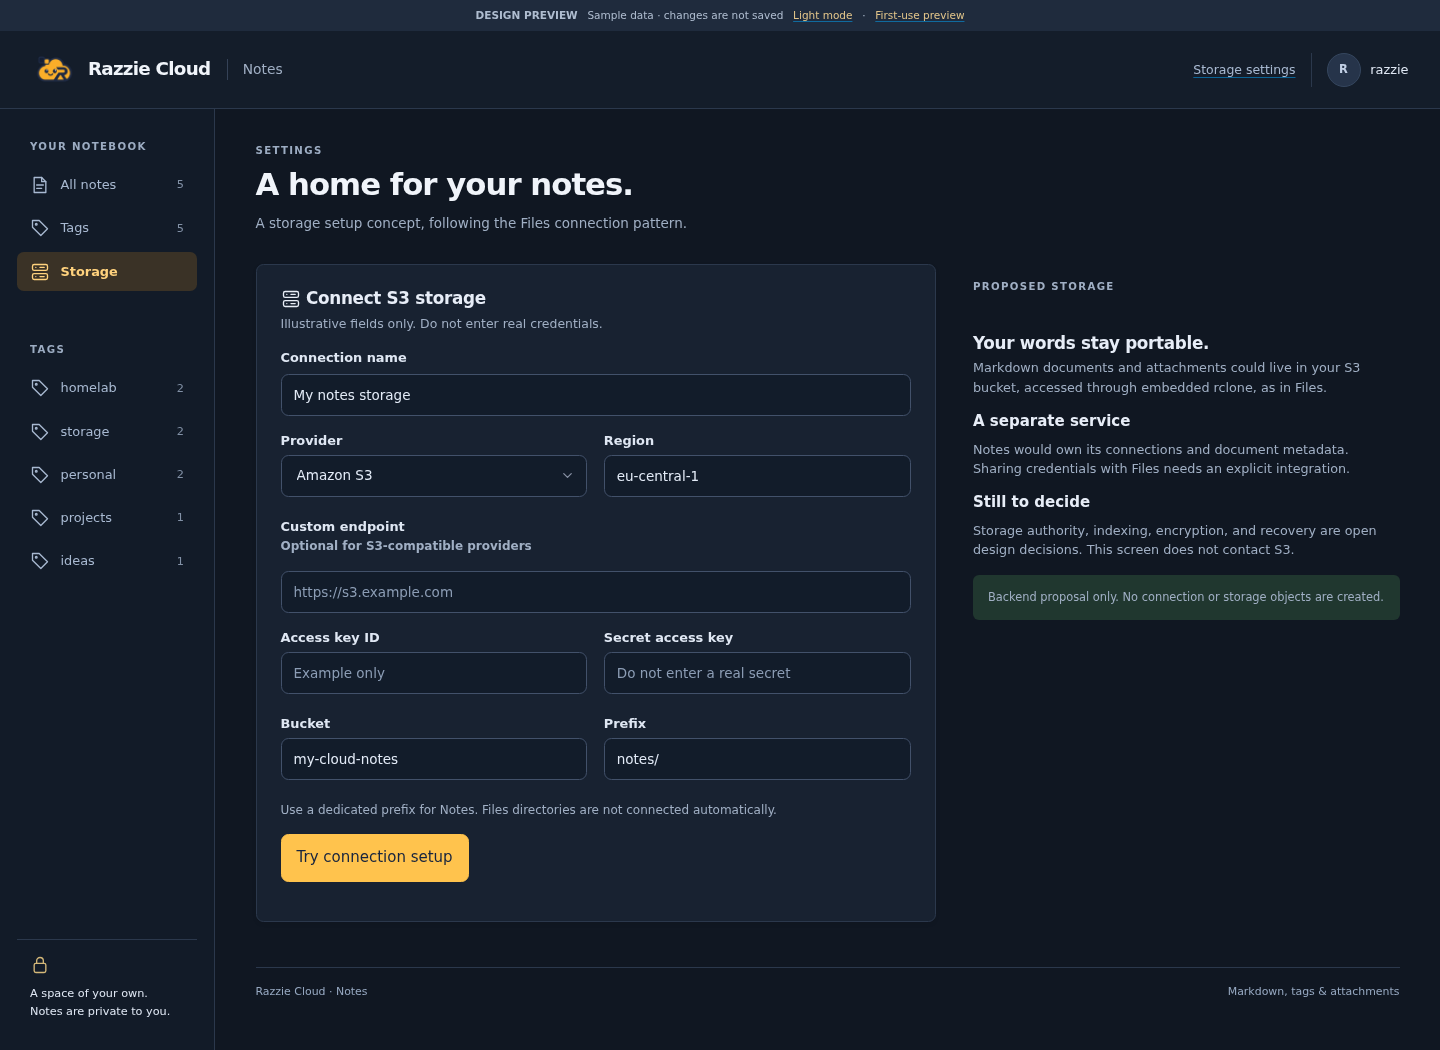 DESIGN PREVIEW Sample data · changes are not saved Light mode · First-use preview
Razzie Cloud Notes
Storage settings R razzie
YOUR NOTEBOOK
All notes 5
Tags 5
Storage
TAGS
homelab 2
storage 2
personal 2
projects 1
ideas 1
A space of your own.
Notes are private to you.
SETTINGS
A home for your notes.
A storage setup concept, following the Files connection pattern.
Connect S3 storage
Illustrative fields only. Do not enter real credentials.
Connection name
My notes storage
Provider Region
Amazon S3 eu-central-1
Custom endpoint
Optional for S3-compatible providers
https://s3.example.com
Access key ID Secret access key
Example only Do not enter a real secret
Bucket Prefix
my-cloud-notes notes/
Use a dedicated prefix for Notes. Files directories are not connected automatically.
Try connection setup
PROPOSED STORAGE
Your words stay portable.
Markdown documents and attachments could live in your S3
bucket, accessed through embedded rclone, as in Files.
A separate service
Notes would own its connections and document metadata.
Sharing credentials with Files needs an explicit integration.
Still to decide
Storage authority, indexing, encryption, and recovery are open
design decisions. This screen does not contact S3.
Backend proposal only. No connection or storage objects are created.
Razzie Cloud · Notes
Markdown, tags & attachments